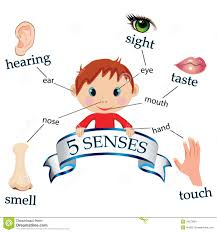 hearing
sight
taste
ear
eye
mouth
nose
hand
5 SENSES
smell
touch